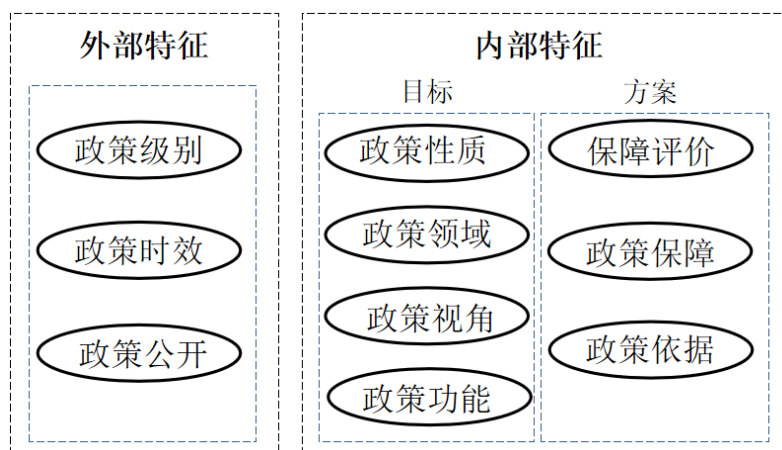 外部特征
政策级别
政策时效
政策公开
内部特征
目标
政策性质
政策领域
政策视角
政策功能
方案
保障评价
政策保障
政策依据